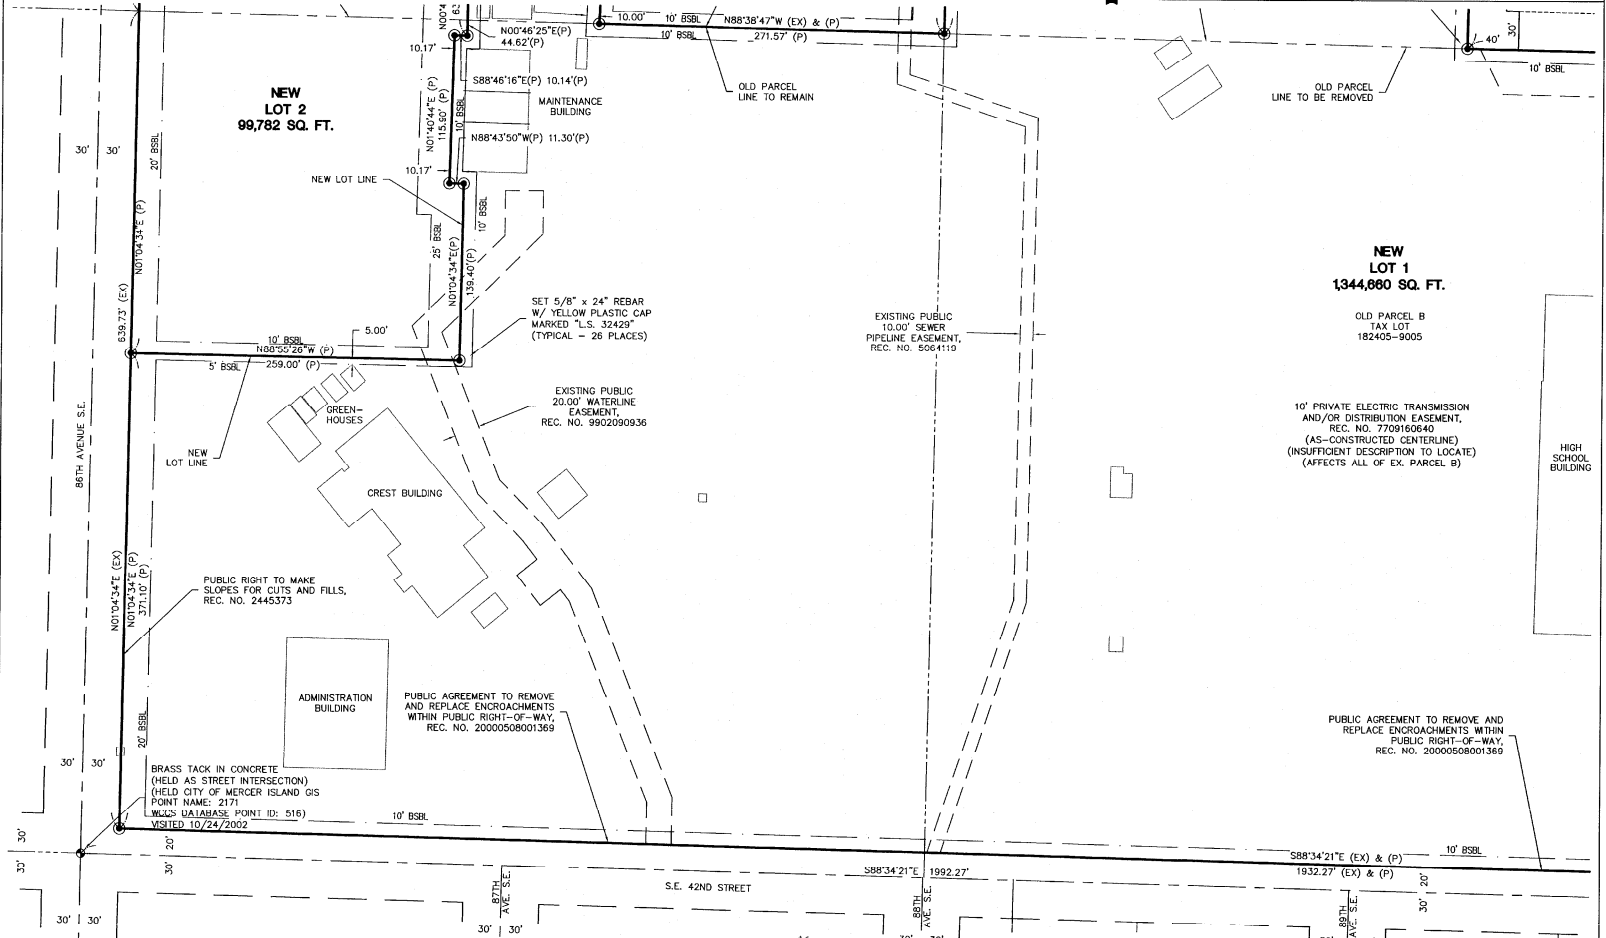 10.00'
10' BSBL
N88°38'47"W (EX) & (P)
10' BSBL
271.57' (P)
N00°46'25"E(P)
44.62'(P)
10.17'
40'
30'
10' BSBL
S88°46'16"E(P) 10.14'(P)
NEW
LOT 2
99,782 SQ. FT.
OLD PARCEL
LINE TO REMAIN
OLD PARCEL
LINE TO BE REMOVED
MAINTENANCE
BUILDING
N01°40'44"E (P)
115.90' (P)
10' BSBL
N88°43'50"W(P) 11.30'(P)
30'
30'
20' BSBL
10.17'
NEW LOT LINE
N01°04'34"E (P)
25' BSBL
10' BSBL
N01°04'34"E(P)
139.40'(P)
NEW
LOT 1
1,344,660 SQ. FT.
OLD PARCEL B
TAX LOT
182405-9005
639.73' (EX)
SET 5/8" x 24" REBAR
W/ YELLOW PLASTIC CAP
MARKED "L.S. 32429"
(TYPICAL - 26 PLACES)
EXISTING PUBLIC
10.00' SEWER
PIPELINE EASEMENT,
REC. NO. 5064110
5.00'
10' BSBL
N88°55'26"W (P)
5' BSBL
259.00' (P)
GREEN-
HOUSES
EXISTING PUBLIC
20.00' WATERLINE
EASEMENT,
REC. NO. 9902090936
10' PRIVATE ELECTRIC TRANSMISSION
AND/OR DISTRIBUTION EASEMENT,
REC. NO. 7709160640
(AS-CONSTRUCTED CENTERLINE)
(INSUFFICIENT DESCRIPTION TO LOCATE)
(AFFECTS ALL OF EX. PARCEL B)
86TH AVENUE S.E.
NEW
LOT LINE
HIGH
SCHOOL
BUILDING
CREST BUILDING
N01°04'34"E (EX)
N01°04'34"E (P)
371.10' (P)
PUBLIC RIGHT TO MAKE
SLOPES FOR CUTS AND FILLS,
REC. NO. 2445373
ADMINISTRATION
BUILDING
PUBLIC AGREEMENT TO REMOVE
AND REPLACE ENCROACHMENTS
WITHIN PUBLIC RIGHT-OF-WAY,
REC. NO. 20000508001369
PUBLIC AGREEMENT TO REMOVE AND
REPLACE ENCROACHMENTS WITHIN
PUBLIC RIGHT-OF-WAY,
REC. NO. 20000508001369
20' BSBL
30'
30'
BRASS TACK IN CONCRETE
(HELD AS STREET INTERSECTION)
(HELD CITY OF MERCER ISLAND GIS
POINT NAME: 2171
WCCS DATABASE POINT ID: 516)
VISITED 10/24/2002
10' BSBL
30'
30'
20'
30'
S88°34'21"E (EX) & (P)
10' BSBL
1932.27' (EX) & (P)
S88°34'21"E
1992.27'
S.E. 42ND STREET
20'
30'
87TH
AVE. S.E.
88TH
AVE. S.E.
89TH
AVE. S.E.
30'
30'
30'
30'